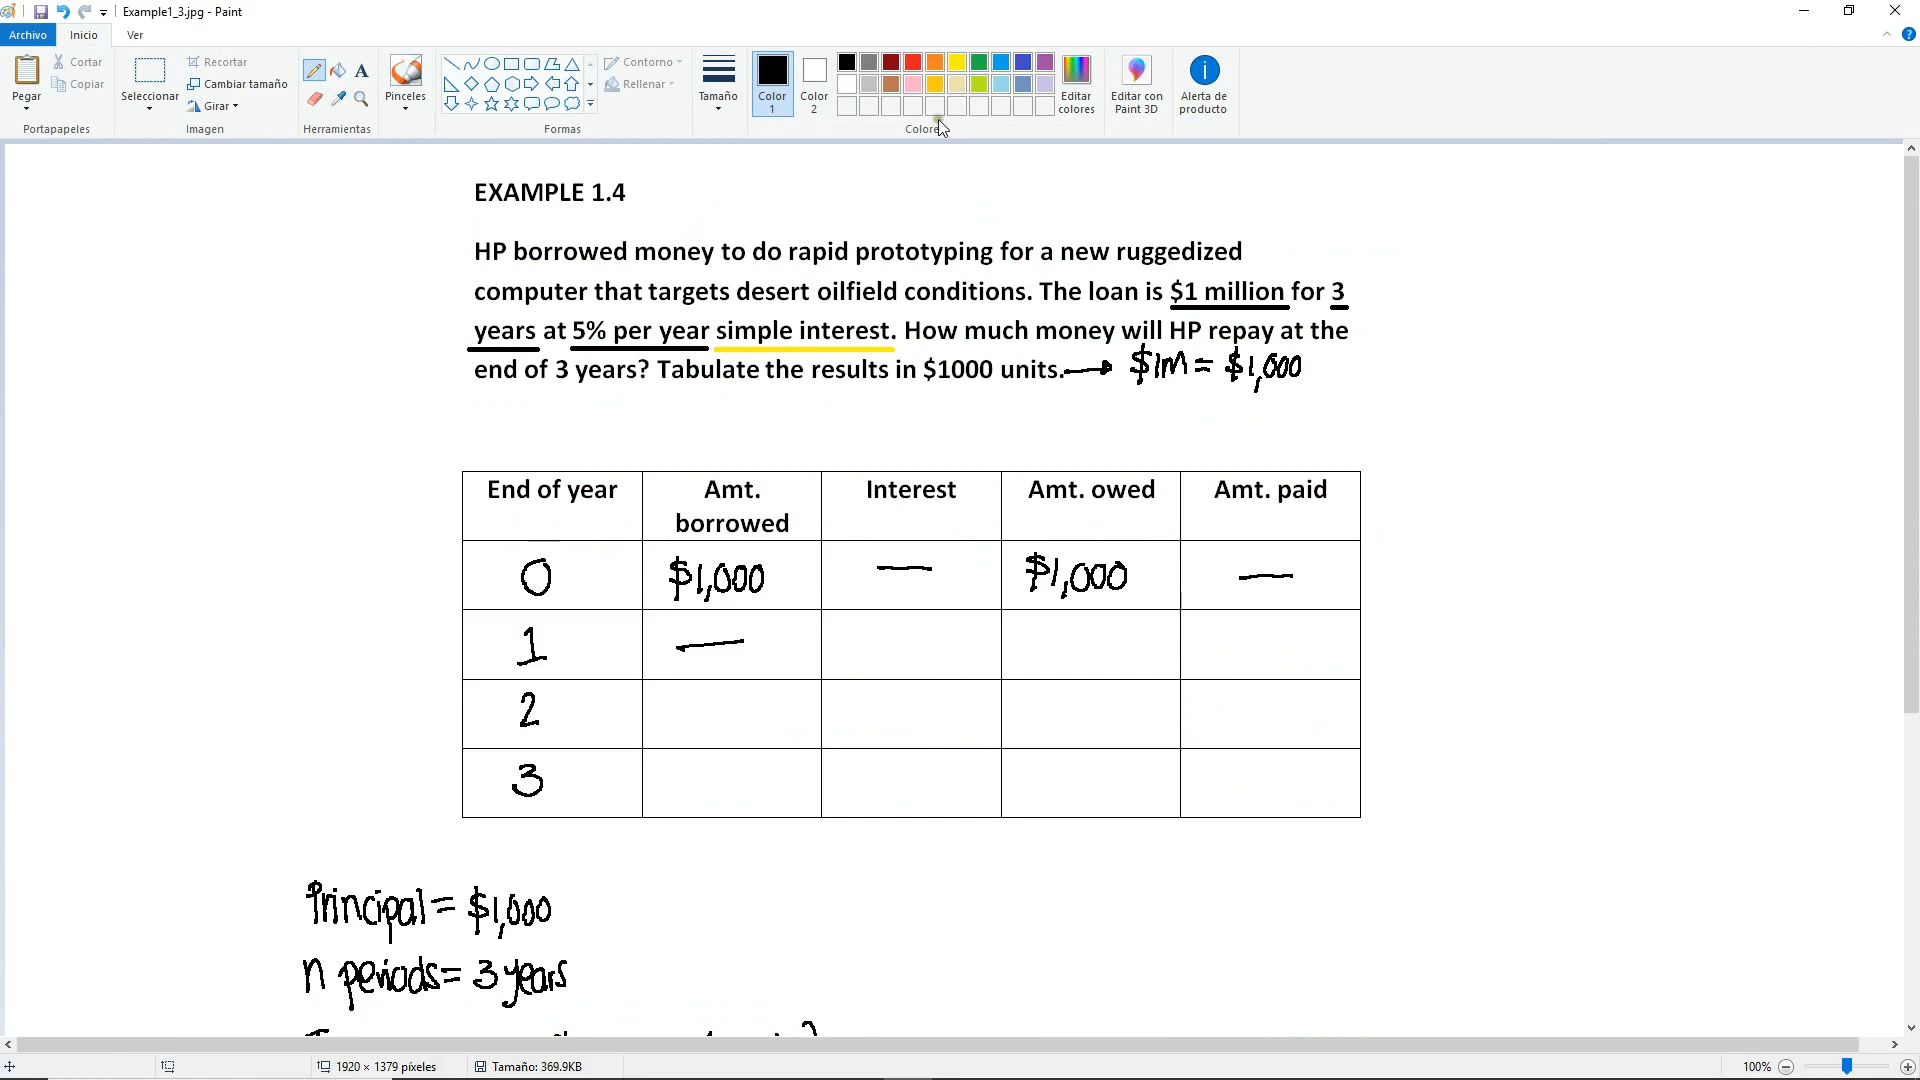 Example1_3.jpg - Paint
Archivo Inicio Ver
Pegar
Cortar
Copiar
Portapapeles
Seleccionar
Recortar
Cambiar tamaño
Girar
Imagen
Herramientas
Pinceles
Contorno
Rellenar
Formas
Tamaño
Color 1
Color 2
Editar colores
Colore
Editar con Paint 3D
Alerta de producto
EXAMPLE 1.4
HP borrowed money to do rapid prototyping for a new ruggedized
computer that targets desert oilfield conditions. The loan is $1 million for 3
years at 5% per year simple interest. How much money will HP repay at the
end of 3 years? Tabulate the results in $1000 units. → $1M = $1,000
End of year Amt. borrowed Interest Amt. owed Amt. paid
0 $1,000 — $1,000 —
1 —
2
3
Principal = $1,000
n periods = 3 years
1920 × 1379 píxeles Tamaño: 369.9KB 100%